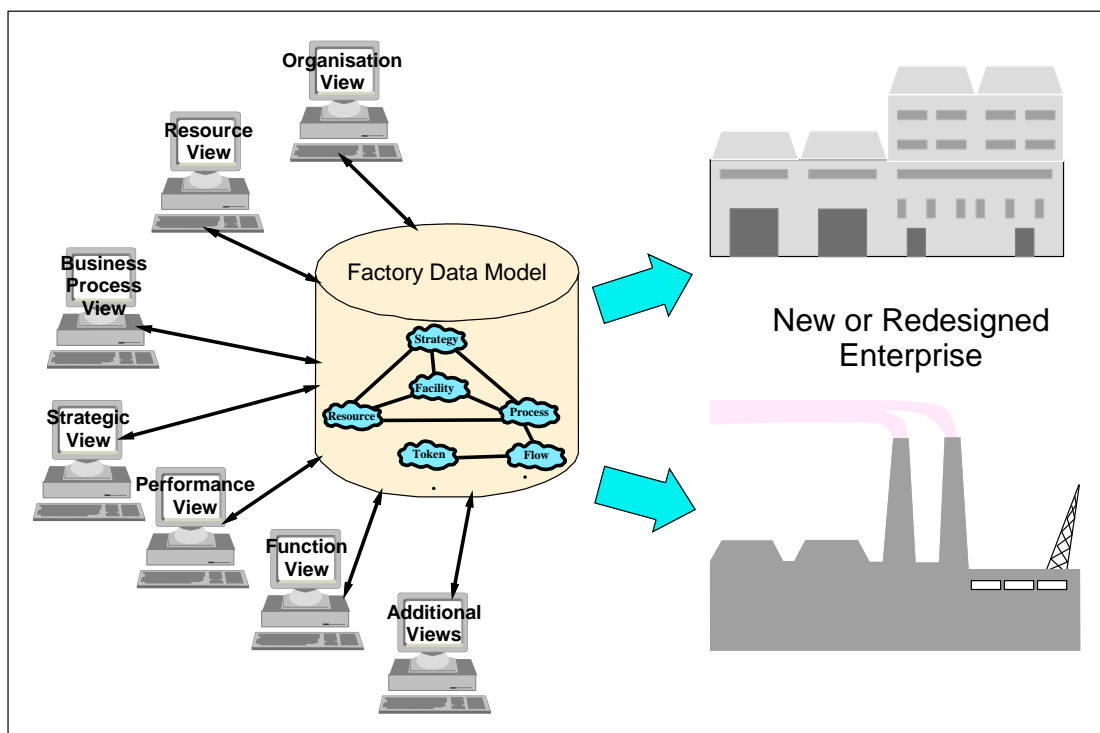 Organisation
View
Resource
View
Business
Process
View
Strategic
View
Performance
View
Function
View
Additional
Views
Factory Data Model
Strategy
Facility
Resource
Process
Token
Flow
New or Redesigned
Enterprise